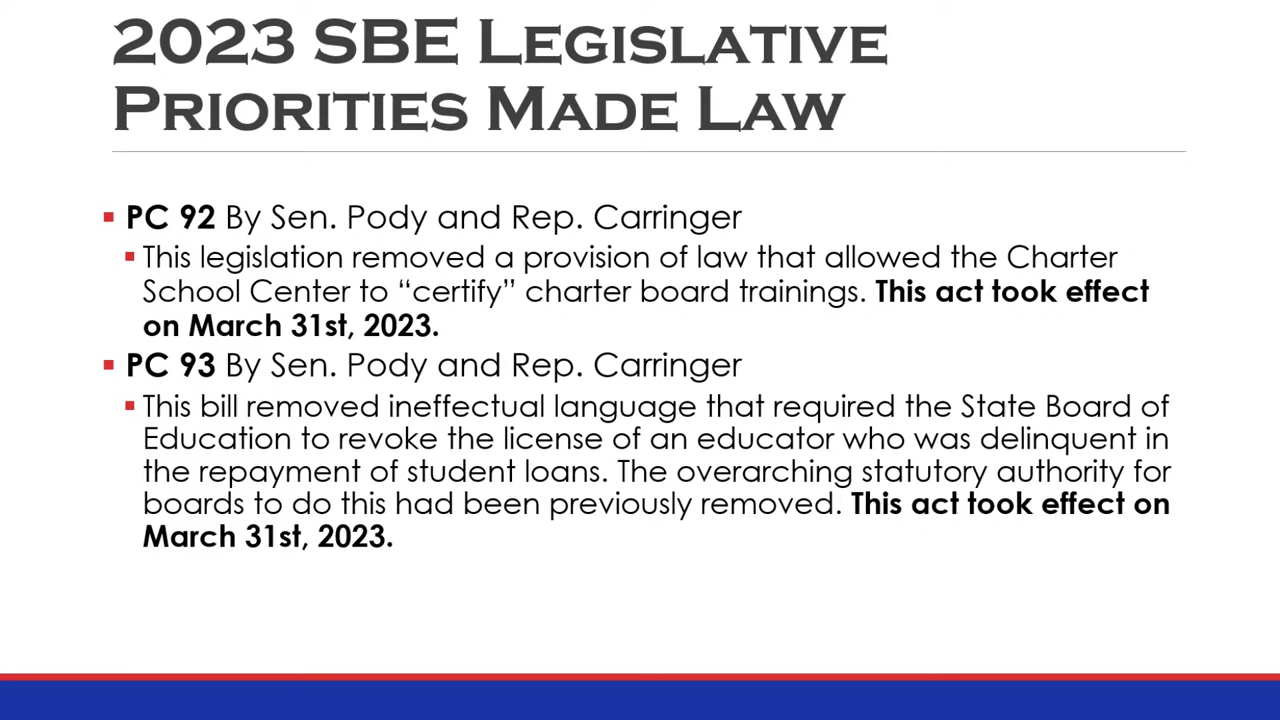 2023 SBE Legislative
Priorities Made Law
▪ PC 92 By Sen. Pody and Rep. Carringer
▪ This legislation removed a provision of law that allowed the Charter
School Center to “certify” charter board trainings. This act took effect
on March 31st, 2023.
▪ PC 93 By Sen. Pody and Rep. Carringer
▪ This bill removed ineffectual language that required the State Board of
Education to revoke the license of an educator who was delinquent in
the repayment of student loans. The overarching statutory authority for
boards to do this had been previously removed. This act took effect on
March 31st, 2023.